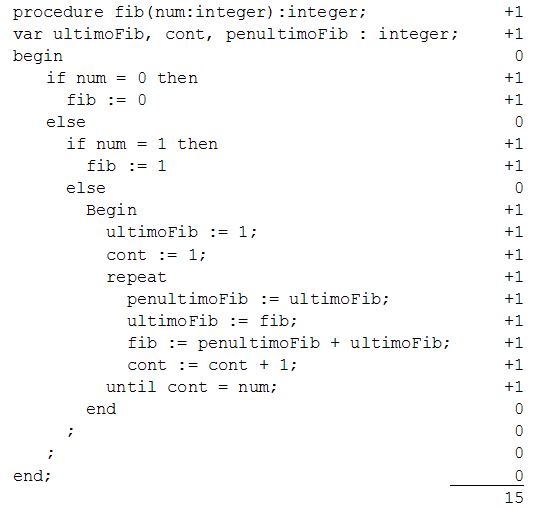 procedure fib(num:integer):integer; +1
var ultimoFib, cont, penultimoFib : integer; +1
begin 0
if num = 0 then +1
fib := 0 +1
else 0
if num = 1 then +1
fib := 1 +1
else 0
Begin +1
ultimoFib := 1; +1
cont := 1; +1
repeat +1
penultimoFib := ultimoFib; +1
ultimoFib := fib; +1
fib := penultimoFib + ultimoFib; +1
cont := cont + 1; +1
until cont = num; +1
end 0
; 0
; 0
end; 0
15